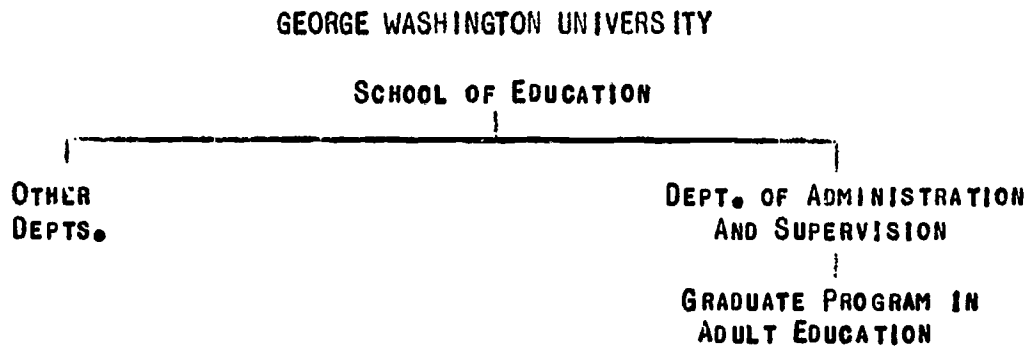 GEORGE WASHINGTON UNIVERSITY
SCHOOL OF EDUCATION
OTHER
DEPTS.
DEPT. OF ADMINISTRATION
AND SUPERVISION
GRADUATE PROGRAM IN
ADULT EDUCATION